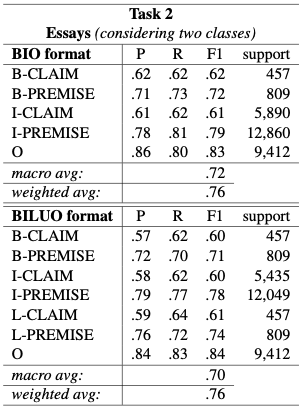 Task 2
Essays (considering two classes)
BIO format P R F1 support
B-CLAIM .62 .62 .62 457
B-PREMISE .71 .73 .72 809
I-CLAIM .61 .62 .61 5,890
I-PREMISE .78 .81 .79 12,860
O .86 .80 .83 9,412
macro avg: .72
weighted avg: .76
BILUO format P R F1 support
B-CLAIM .57 .62 .60 457
B-PREMISE .72 .70 .71 809
I-CLAIM .58 .62 .60 5,435
I-PREMISE .79 .77 .78 12,049
L-CLAIM .59 .64 .61 457
L-PREMISE .76 .72 .74 809
O .84 .83 .84 9,412
macro avg: .70
weighted avg: .76